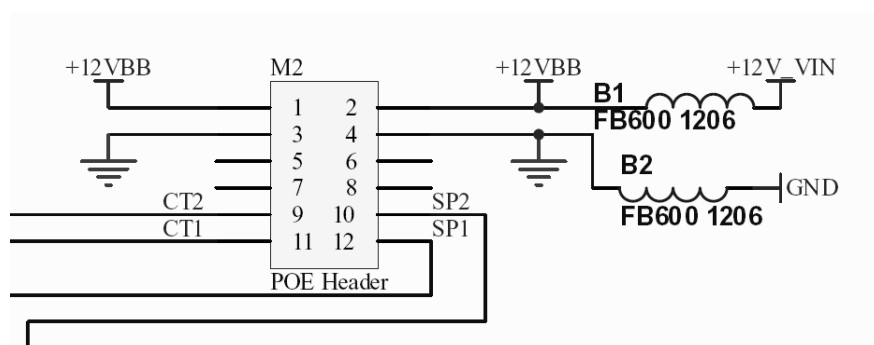 +12VBB M2 +12VBB +12V_VIN
B1
1 2
FB600 1206
3 4
5 6 B2
7 8 GND
CT2 9 10 SP2 FB600 1206
CT1 11 12 SP1
POE Header